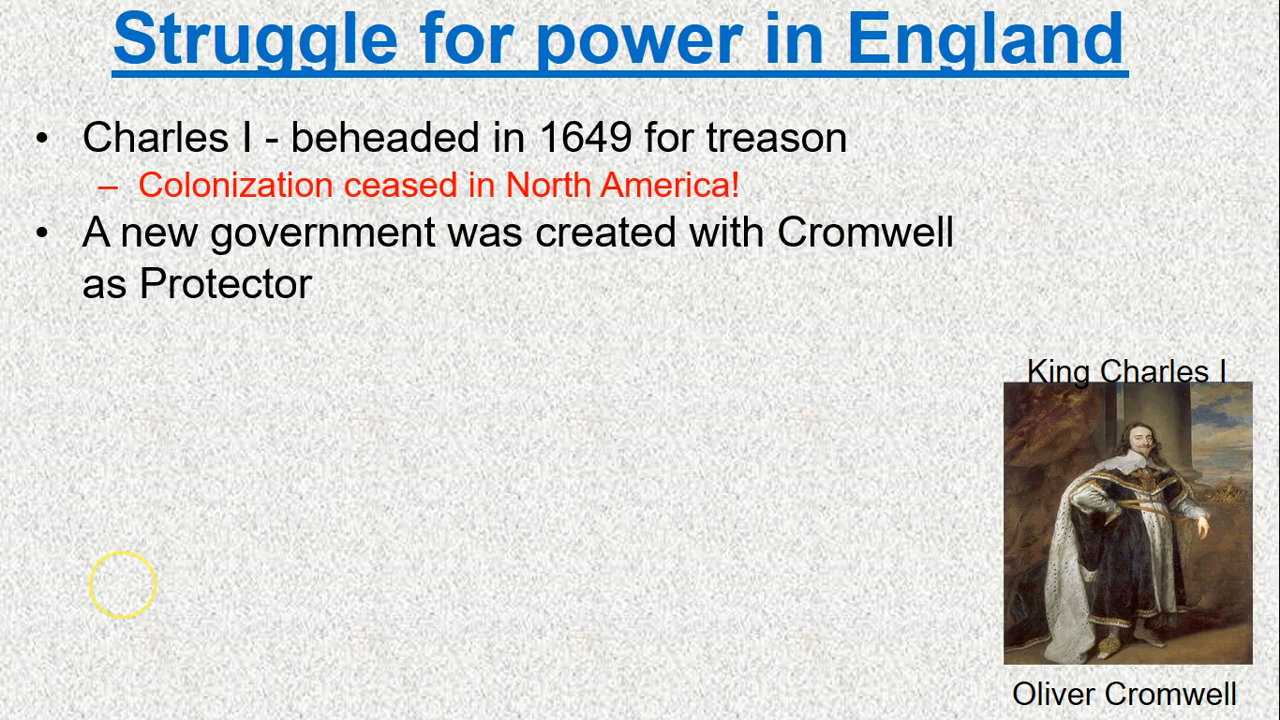 Struggle for power in England
• Charles I - beheaded in 1649 for treason
– Colonization ceased in North America!
• A new government was created with Cromwell
as Protector
King Charles I
Oliver Cromwell